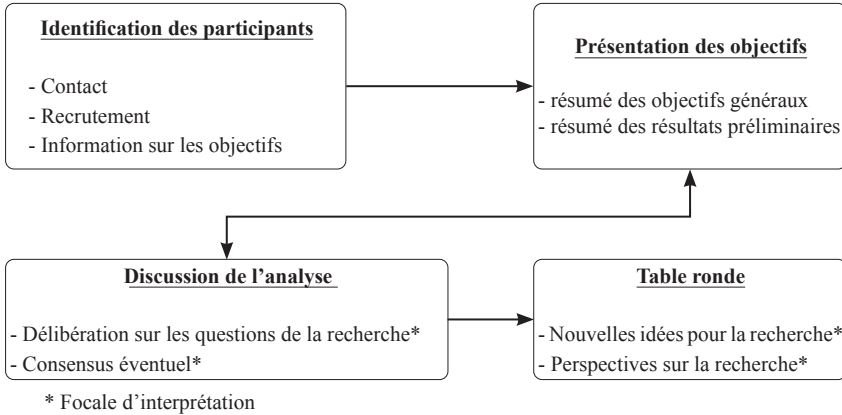 Identification des participants
- Contact
- Recrutement
- Information sur les objectifs
Présentation des objectifs
- résumé des objectifs généraux
- résumé des résultats préliminaires
Discussion de l’analyse
- Délibération sur les questions de la recherche*
- Consensus éventuel*
Table ronde
- Nouvelles idées pour la recherche*
- Perspectives sur la recherche*
* Focale d’interprétation